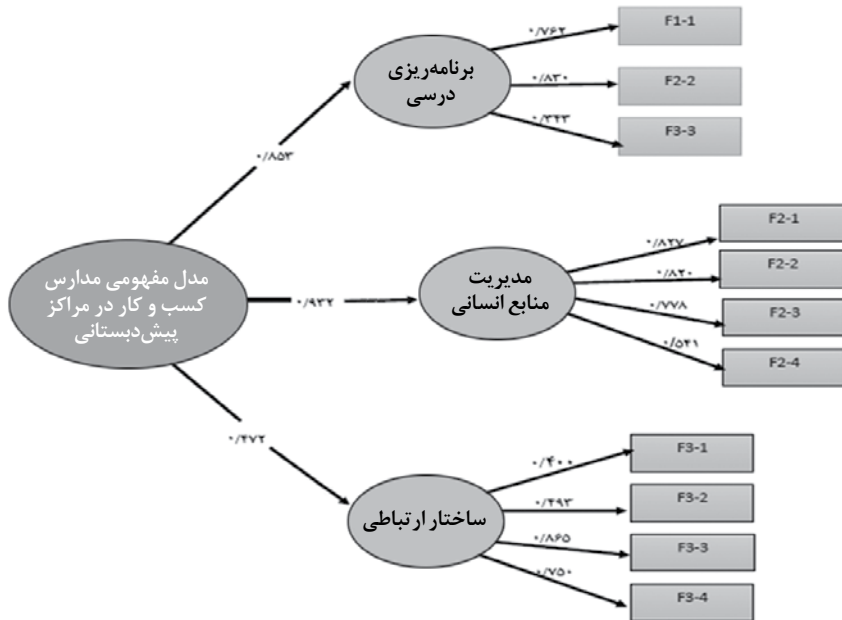 ۰/۷۶۲
F1-1
برنامه‌ریزی
درسی
۰/۸۳۰
F2-2
۰/۳۴۳
F3-3
۰/۸۵۳
مدل مفهومی مدارس
کسب و کار در مراکز
پیش‌دبستانی
۰/۹۳۲
مدیریت
منابع انسانی
۰/۸۲۷
F2-1
۰/۸۲۰
F2-2
۰/۷۷۸
F2-3
۰/۵۴۱
F2-4
۰/۴۷۲
ساختار ارتباطی
۰/۴۰۰
F3-1
۰/۴۹۳
F3-2
۰/۸۶۵
F3-3
۰/۷۵۰
F3-4